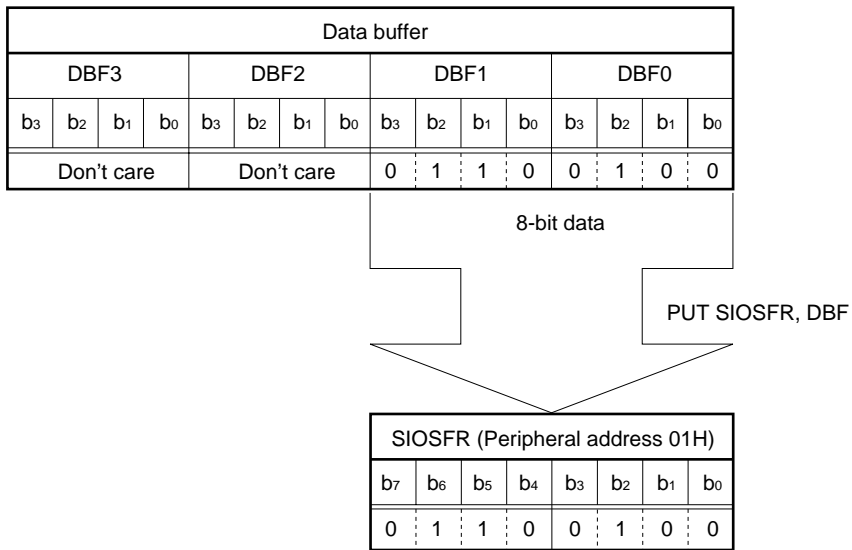 Data buffer
DBF3 DBF2 DBF1 DBF0
b3 b2 b1 b0 b3 b2 b1 b0 b3 b2 b1 b0 b3 b2 b1 b0
Don't care Don't care 0 1 1 0 0 1 0 0
8-bit data
PUT SIOSFR, DBF
SIOSFR (Peripheral address 01H)
b7 b6 b5 b4 b3 b2 b1 b0
0 1 1 0 0 1 0 0